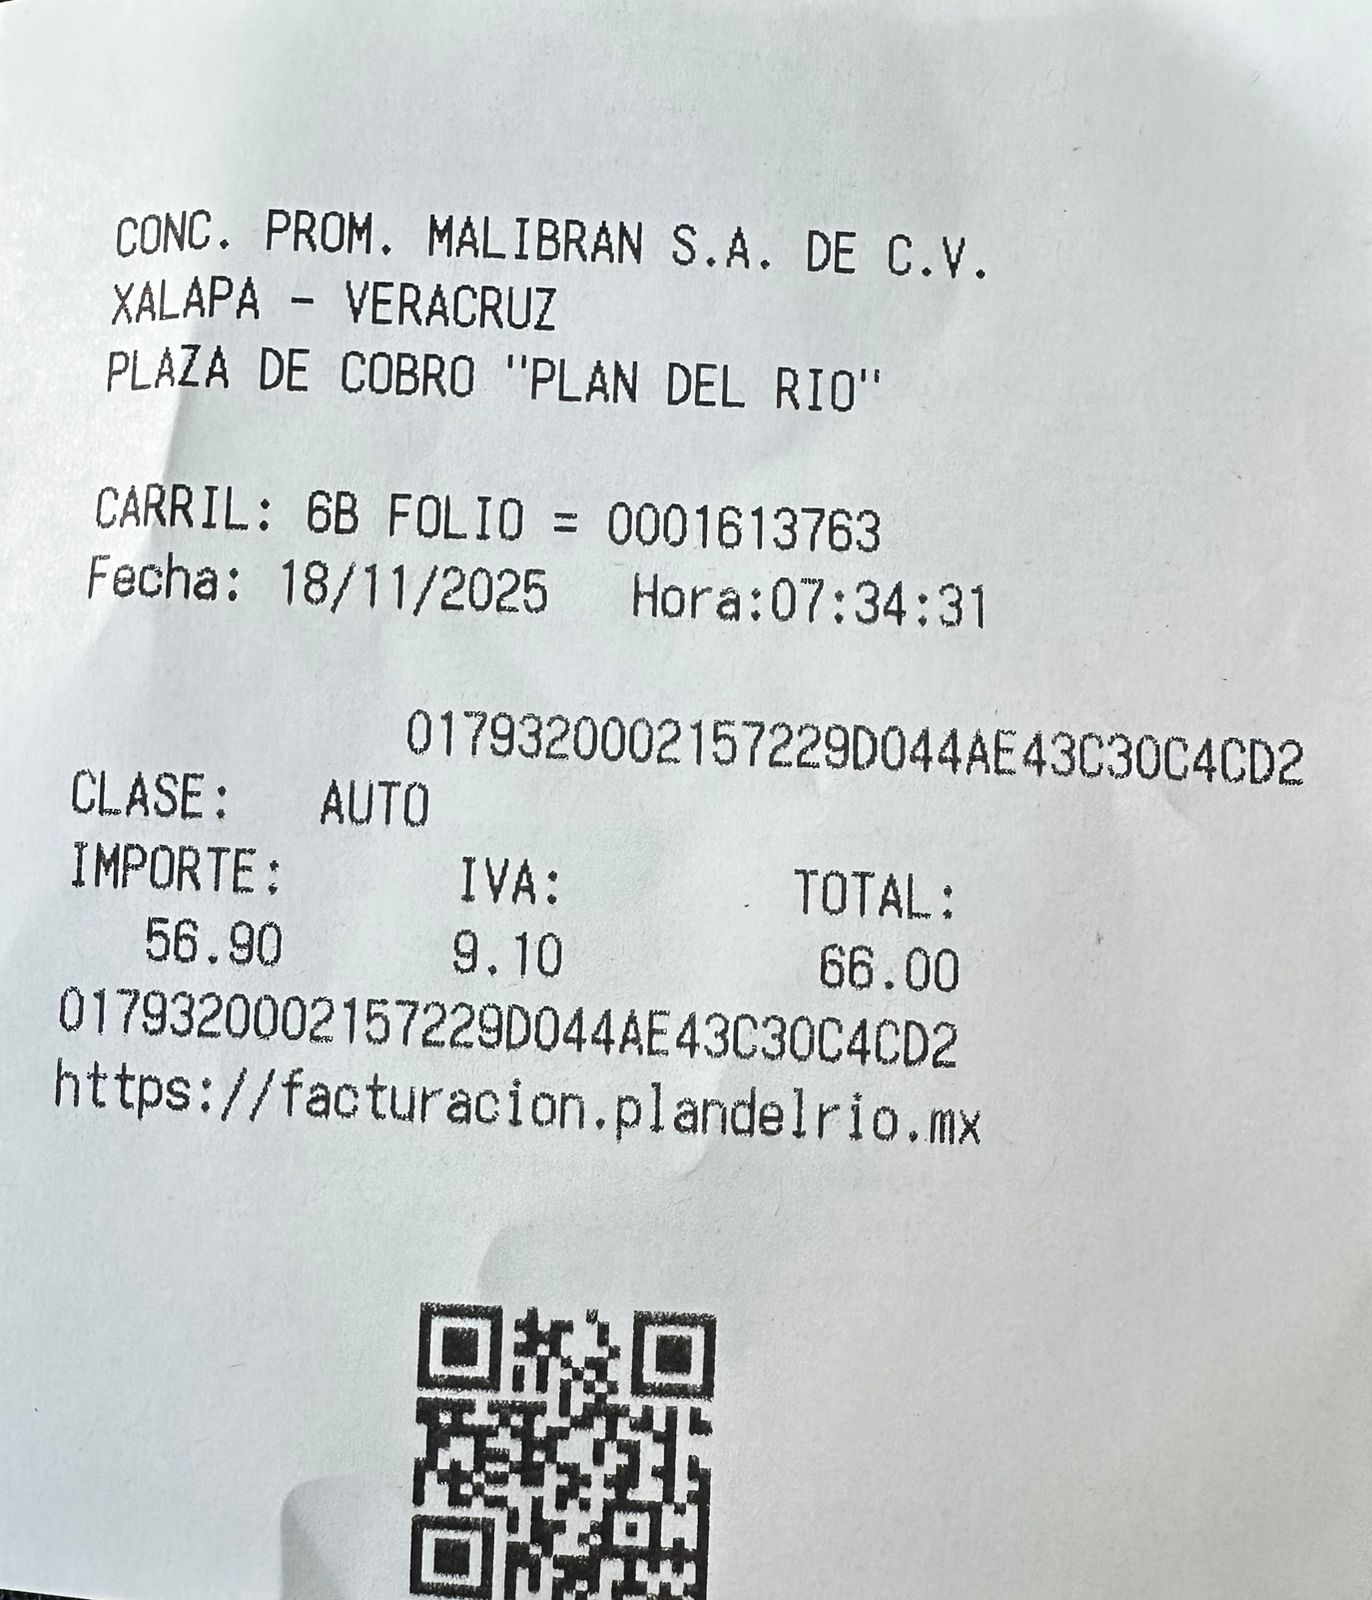 CONC. PROM. MALIBRAN S.A. DE C.V.
XALAPA - VERACRUZ
PLAZA DE COBRO "PLAN DEL RIO"
CARRIL: 6B FOLIO = 0001613763
Fecha: 18/11/2025 Hora:07:34:31
0179320002157229D044AE43C30C4CD2
CLASE: AUTO
IMPORTE: IVA: TOTAL:
56.90 9.10 66.00
0179320002157229D044AE43C30C4CD2
https://facturacion.plandelrio.mx